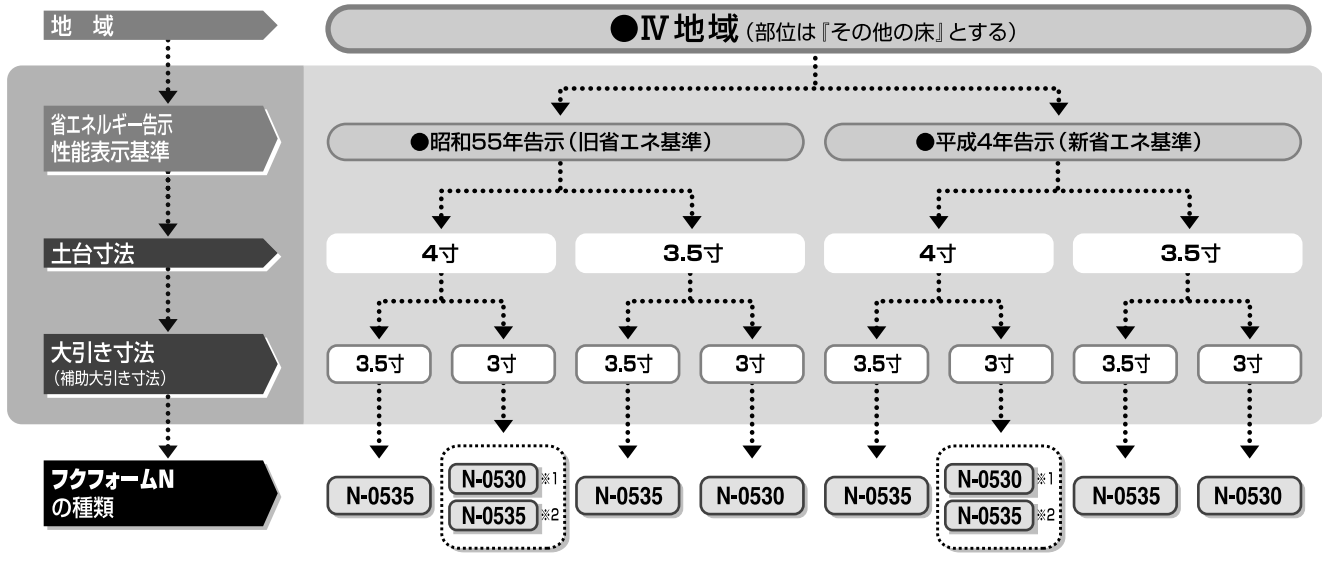 地　域
●Ⅳ地域（部位は『その他の床』とする）
省エネルギー告示
性能表示基準
●昭和55年告示（旧省エネ基準）
●平成4年告示（新省エネ基準）
土台寸法
4寸
3.5寸
4寸
3.5寸
大引き寸法
（補助大引き寸法）
3.5寸
3寸
3.5寸
3寸
3.5寸
3寸
3.5寸
3寸
フクフォームN
の種類
N-0535
N-0530 ※1
N-0535 ※2
N-0535
N-0530
N-0535
N-0530 ※1
N-0535 ※2
N-0535
N-0530